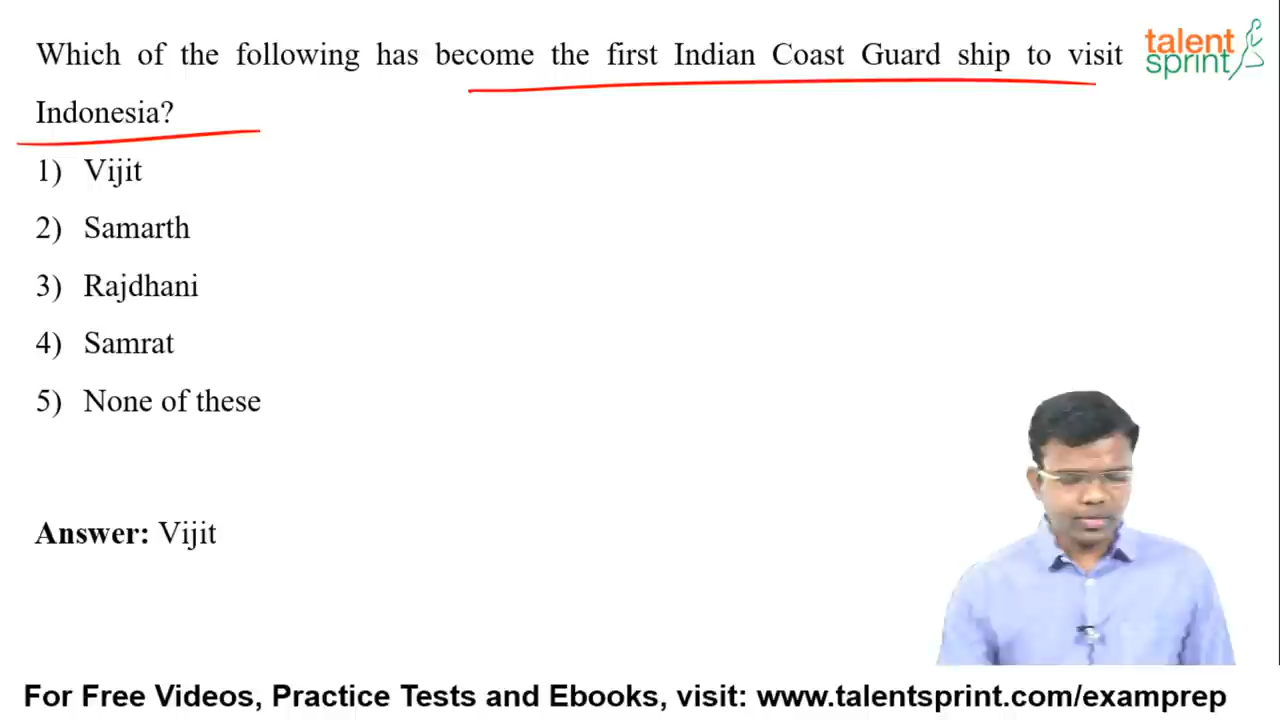 Which of the following has become the first Indian Coast Guard ship to visit
Indonesia?
1) Vijit
2) Samarth
3) Rajdhani
4) Samrat
5) None of these
Answer: Vijit
talent
sprint
For Free Videos, Practice Tests and Ebooks, visit: www.talentsprint.com/examprep